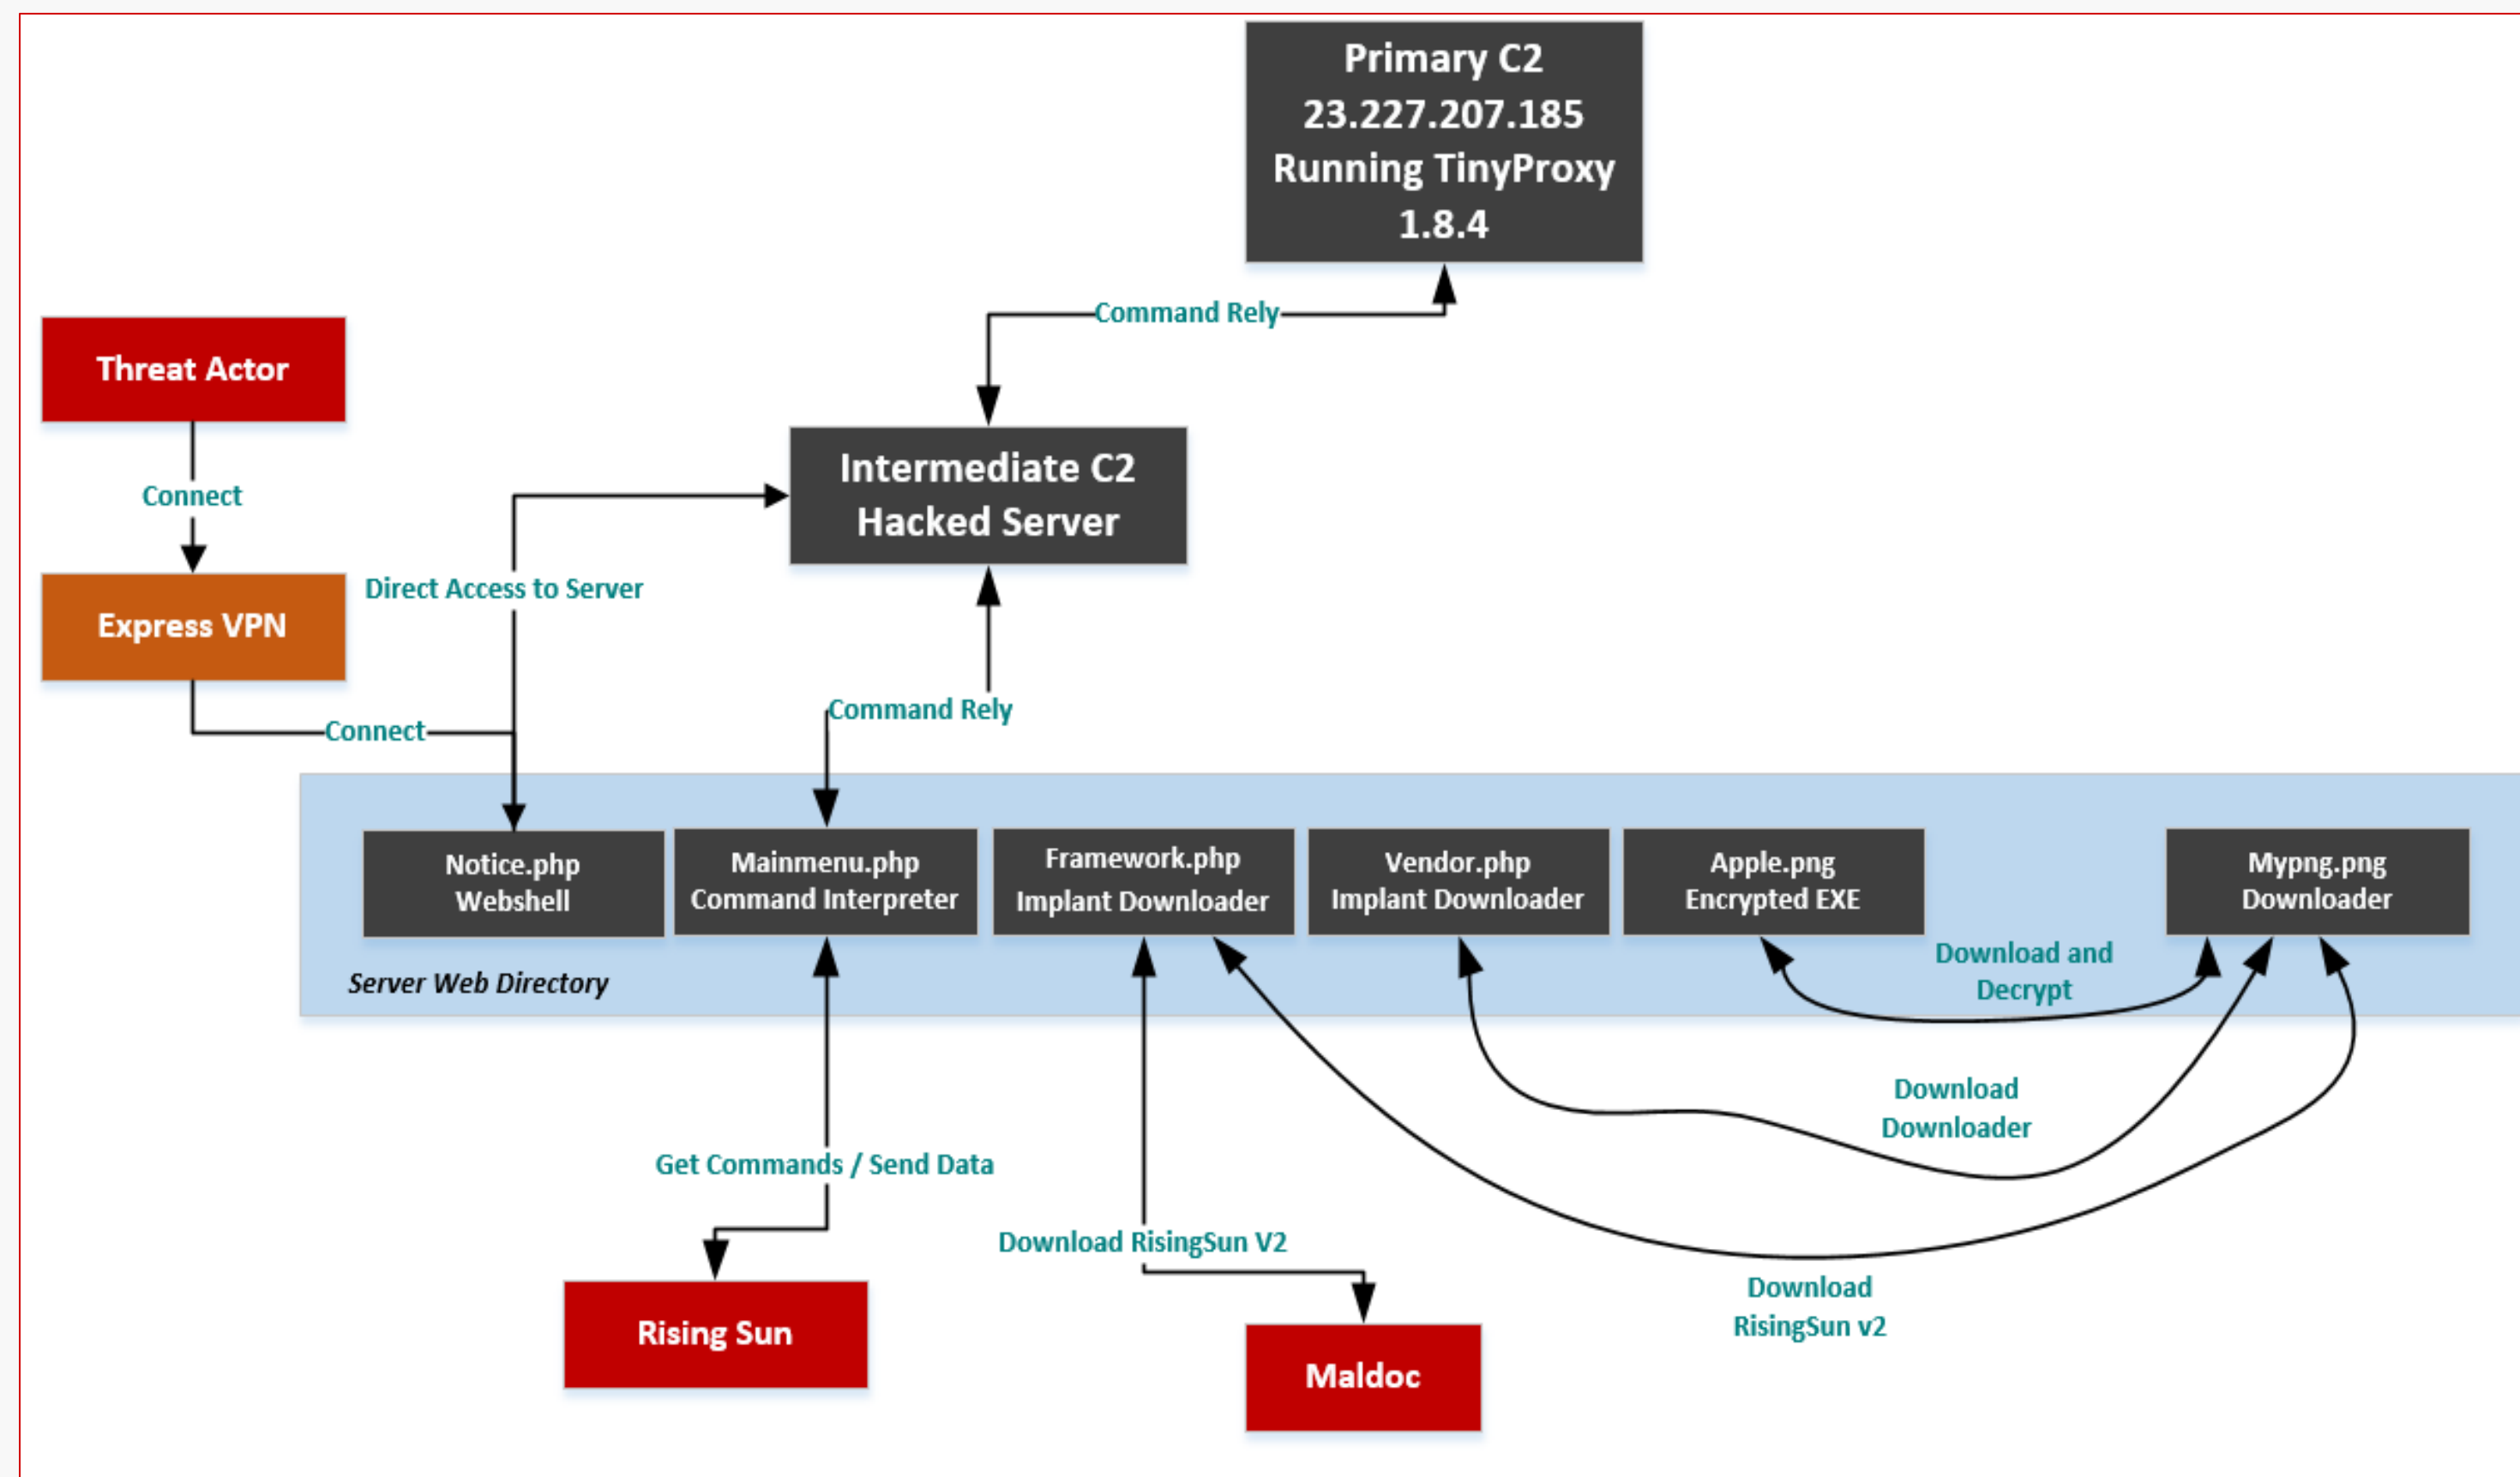 Primary C2
23.227.207.185
Running TinyProxy
1.8.4
Command Rely
Threat Actor
Connect
Intermediate C2
Hacked Server
Direct Access to Server
Express VPN
Command Rely
Connect
Notice.php
Webshell
Mainmenu.php
Command Interpreter
Framework.php
Implant Downloader
Vendor.php
Implant Downloader
Apple.png
Encrypted EXE
Mypng.png
Downloader
Download and
Decrypt
Server Web Directory
Download
Downloader
Get Commands / Send Data
Download RisingSun V2
Download
RisingSun v2
Rising Sun
Maldoc